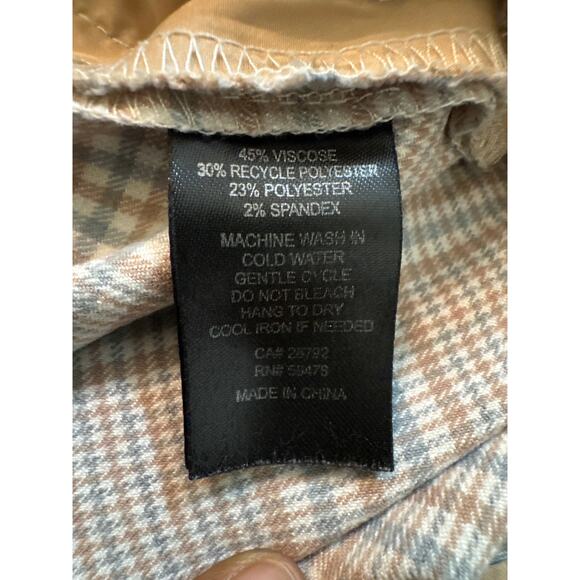 45% VISCOSE
30% RECYCLE POLYESTER
23% POLYESTER
2% SPANDEX
MACHINE WASH IN
COLD WATER
GENTLE CYCLE
DO NOT BLEACH
HANG TO DRY
COOL IRON IF NEEDED
CA# 28792
RN# 59478
MADE IN CHINA